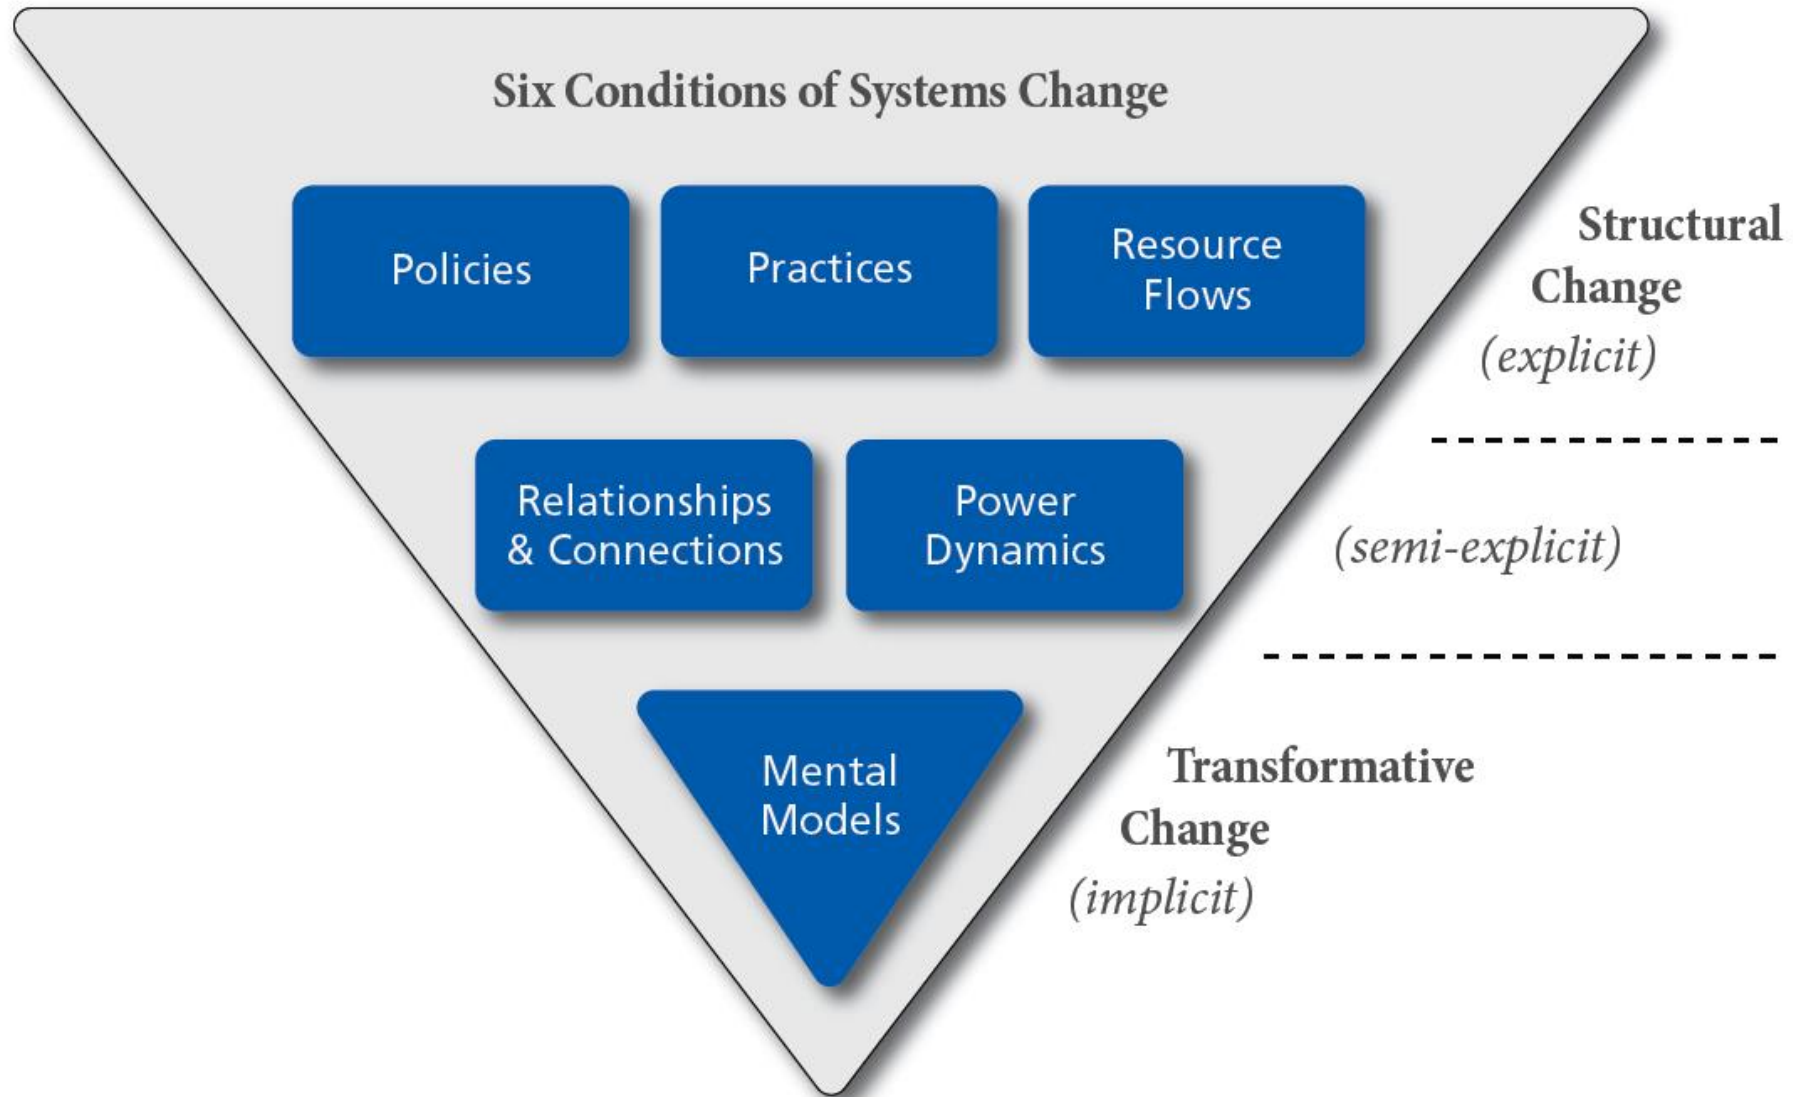 Six Conditions of Systems Change
Policies
Practices
Resource
Flows
Structural
Change
(explicit)
Relationships
& Connections
Power
Dynamics
(semi-explicit)
Mental
Models
Transformative
Change
(implicit)